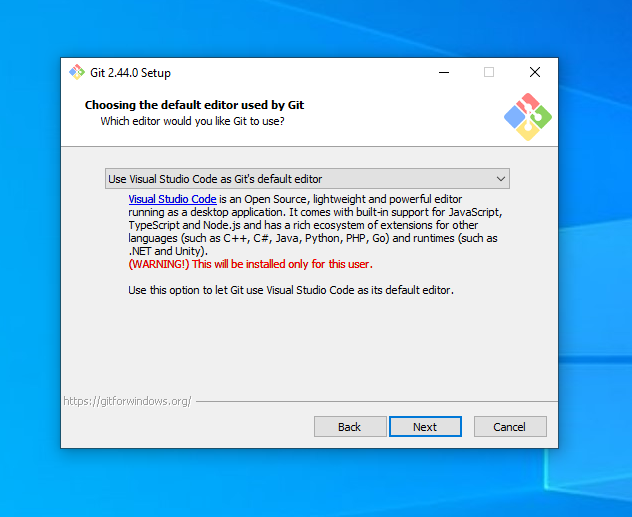 Git 2.44.0 Setup
Choosing the default editor used by Git
Which editor would you like Git to use?
Use Visual Studio Code as Git's default editor
Visual Studio Code is an Open Source, lightweight and powerful editor
running as a desktop application. It comes with built-in support for JavaScript,
TypeScript and Node.js and has a rich ecosystem of extensions for other
languages (such as C++, C#, Java, Python, PHP, Go) and runtimes (such as
.NET and Unity).
(WARNING!) This will be installed only for this user.
Use this option to let Git use Visual Studio Code as its default editor.
https://gitforwindows.org/
Back
Next
Cancel